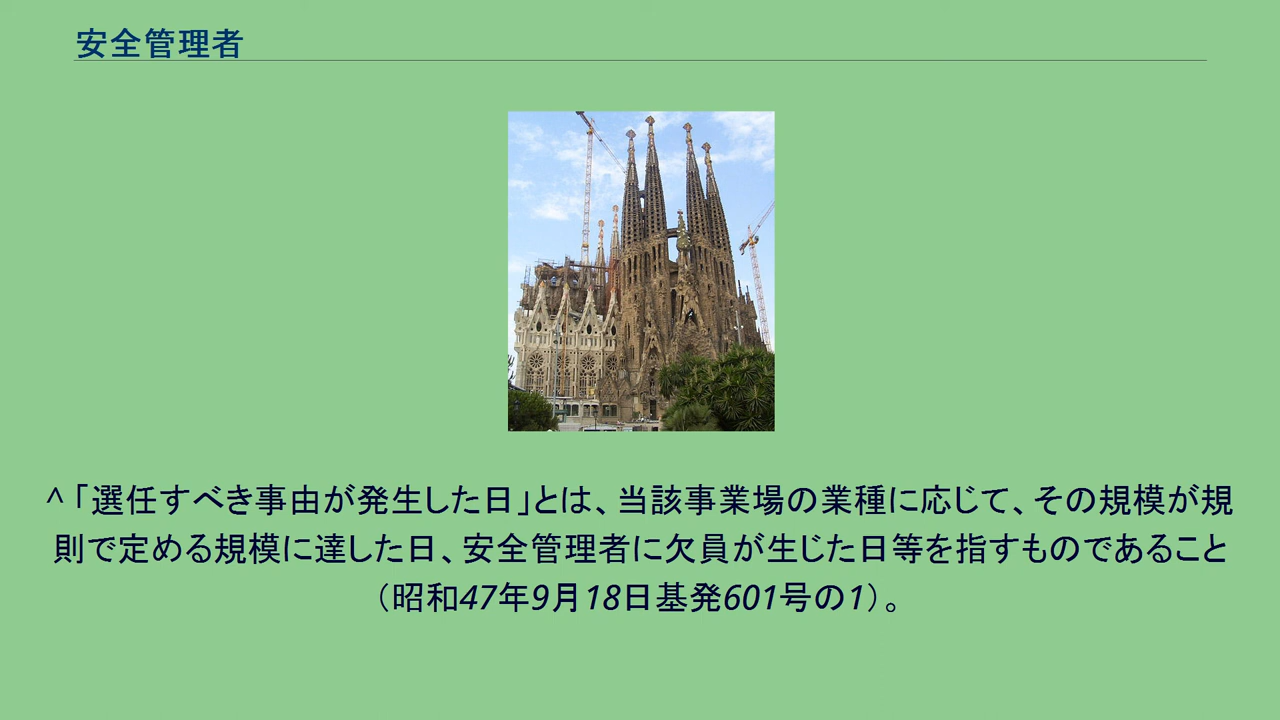 安全管理者
^ 「選任すべき事由が発生した日」とは、当該事業場の業種に応じて、その規模が規
則で定める規模に達した日、安全管理者に欠員が生じた日等を指すものであること
（昭和47年9月18日基発601号の1）。